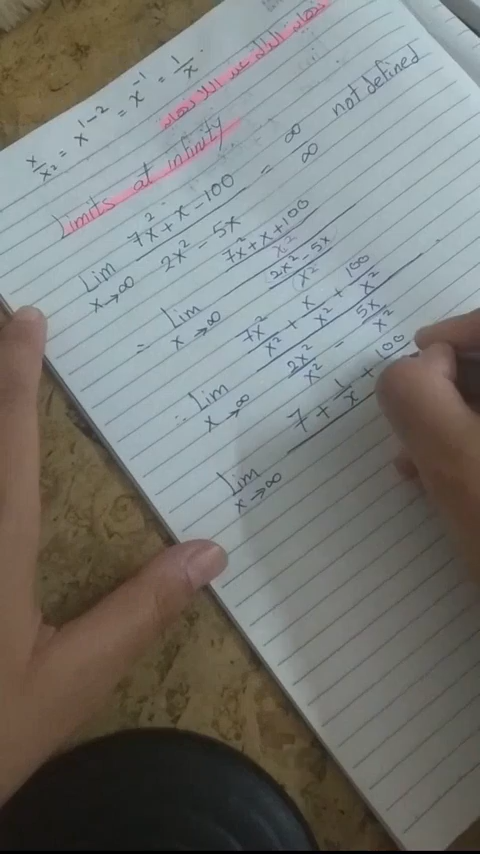 x/x² = x^(1-2) = x^-1 = 1/x.
Limits at infinity
Lim x→∞ (7x² + x - 100)/(2x² - 5x) = ∞/∞ not defined
∴ Lim x→∞ ((7x² + x + 100)/x²)/((2x² - 5x)/x²)
∴ Lim x→∞ (7x²/x² + x/x² + 100/x²)/(2x²/x² - 5x/x²)
Lim x→∞ 7 + 1/x + 100